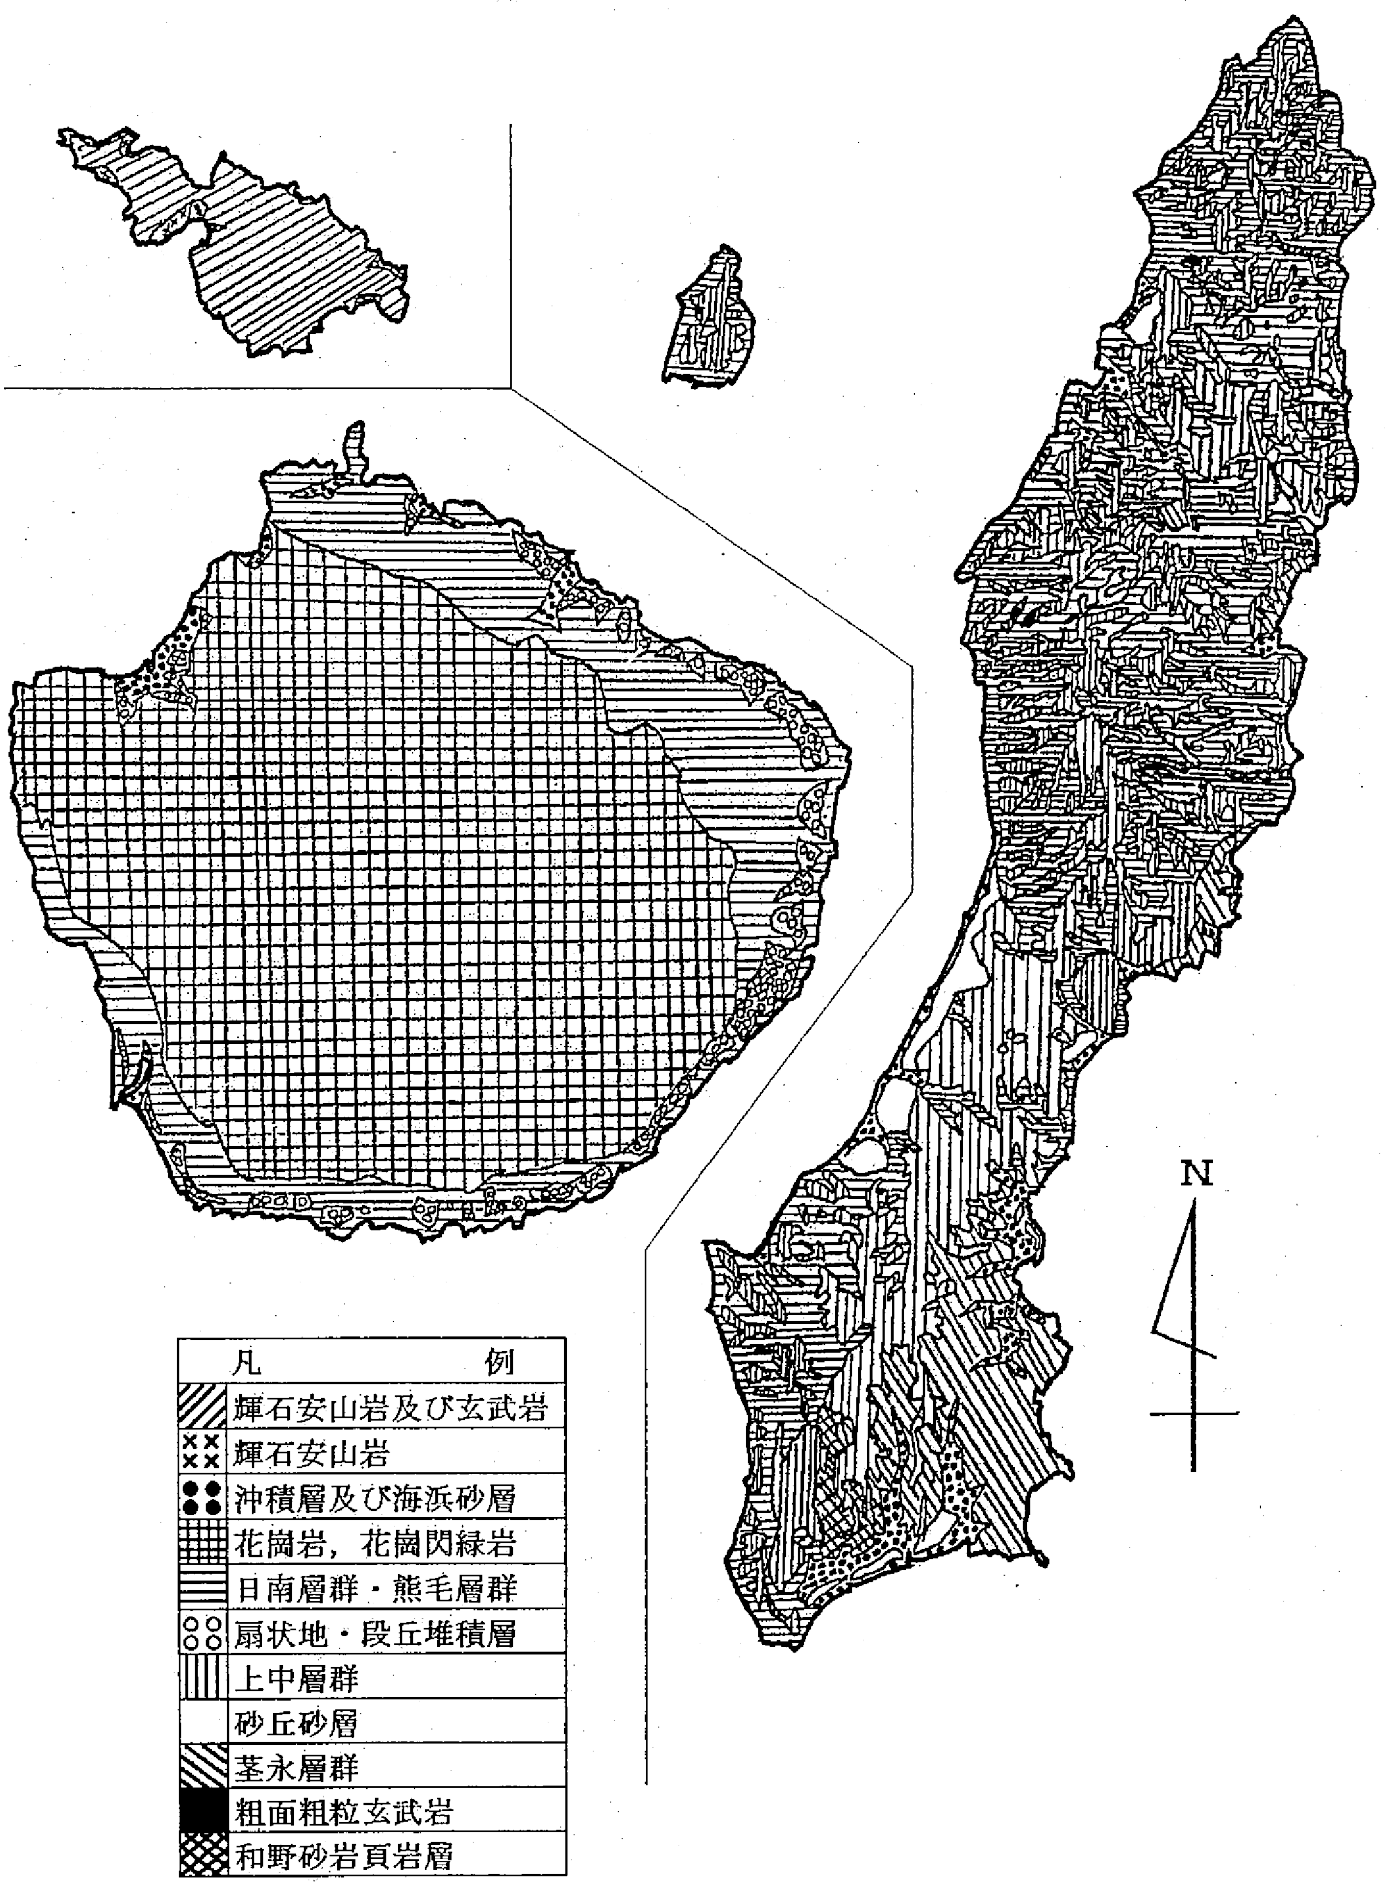 N
凡 例
輝石安山岩及び玄武岩
輝石安山岩
沖積層及び海浜砂層
花崗岩，花崗閃緑岩
日南層群・熊毛層群
扇状地・段丘堆積層
上中層群
砂丘砂層
茎永層群
粗面粗粒玄武岩
和野砂岩頁岩層